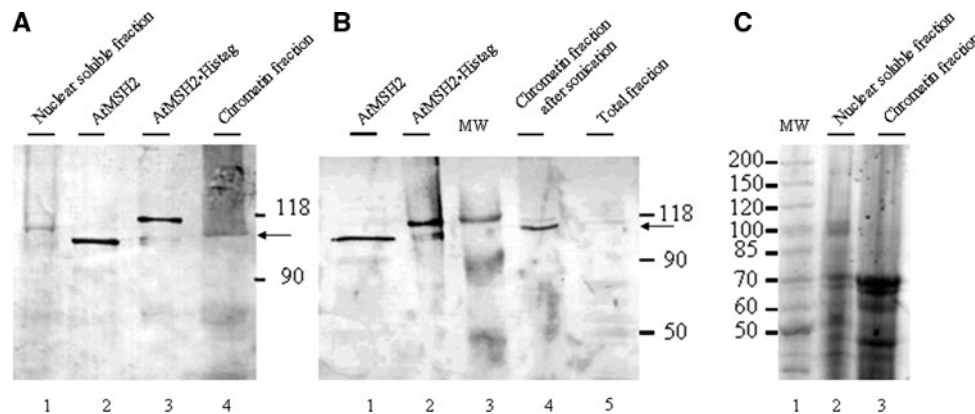 A
Nuclear soluble fraction
AtMSH2
AtMSH2•Histag
Chromatin fraction
118
90
1 2 3 4
B
AtMSH2
AtMSH2•Histag
MW
Chromatin fraction
after sonication
Total fraction
118
90
50
1 2 3 4 5
C
MW
Nuclear soluble fraction
Chromatin fraction
200
150
120
100
85
70
60
50
1 2 3